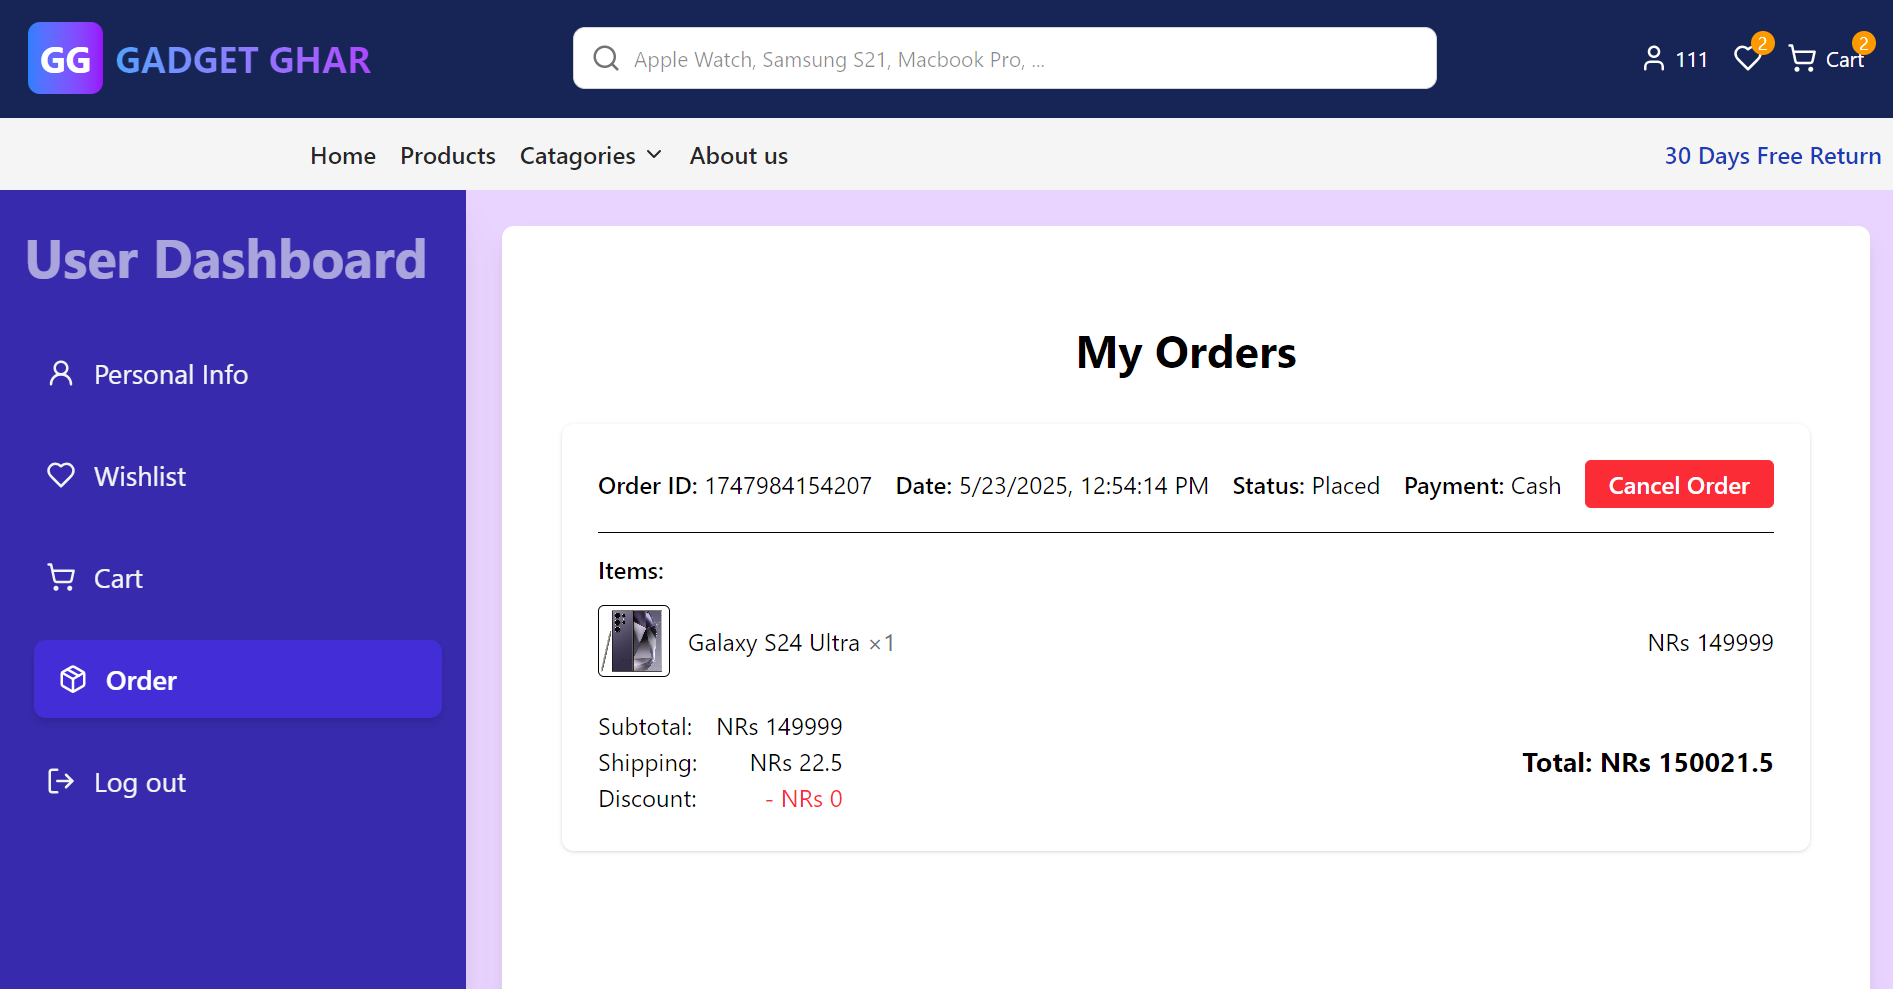 GG GADGET GHAR
Apple Watch, Samsung S21, Macbook Pro, ...
111
2
2
Cart
Home Products Catagories About us
30 Days Free Return
User Dashboard
Personal Info
Wishlist
Cart
Order
Log out
My Orders
Order ID: 1747984154207 Date: 5/23/2025, 12:54:14 PM Status: Placed Payment: Cash Cancel Order
Items:
Galaxy S24 Ultra ×1 NRs 149999
Subtotal: NRs 149999
Shipping: NRs 22.5
Discount: - NRs 0
Total: NRs 150021.5